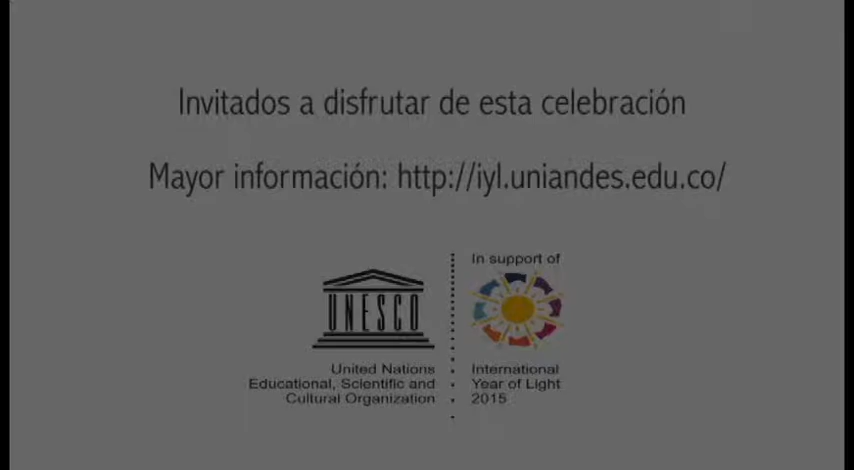 Invitados a disfrutar de esta celebración
Mayor información: http://iyl.uniandes.edu.co/
UNESCO
United Nations
Educational, Scientific and
Cultural Organization
In support of
International
Year of Light
2015